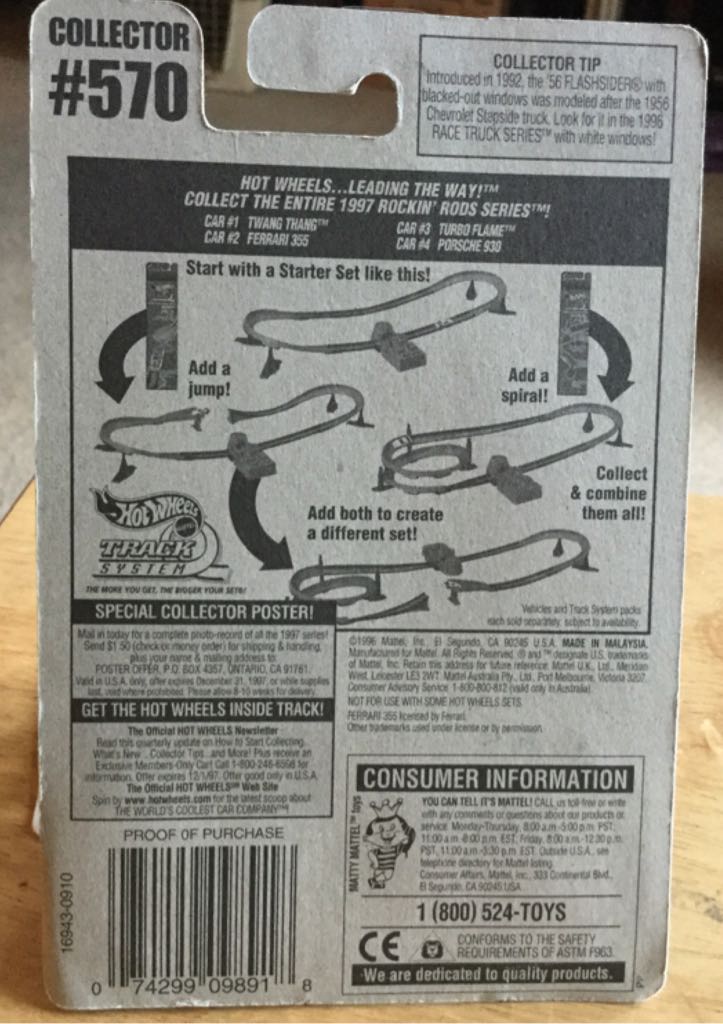 COLLECTOR
#570
COLLECTOR TIP
Introduced in 1992, the '56 FLASHSIDER® with
blacked-out windows was modeled after the 1956
Chevrolet Stepside truck. Look for it in the 1996
RACE TRUCK SERIES™ with white windows!
HOT WHEELS...LEADING THE WAY!™
COLLECT THE ENTIRE 1997 ROCKIN' RODS SERIES™!
CAR #1 TWANG THANG™
CAR #2 FERRARI 355
CAR #3 TURBO FLAME™
CAR #4 PORSCHE 930
Start with a Starter Set like this!
Add a
jump!
Add a
spiral!
Collect
& combine
them all!
Add both to create
a different set!
Hot Wheels
MATTEL
TRACK
SYSTEM
THE MORE YOU GET, THE BIGGER YOUR SETS!
Vehicles and Track System packs
each sold separately, subject to availability.
SPECIAL COLLECTOR POSTER!
Mail in today for a complete photo-record of all the 1997 series!
Send $1.50 (check or money order) for shipping & handling,
plus your name & mailing address to:
POSTER OFFER, P.O. BOX 4357, ONTARIO, CA 91761.
Valid in U.S.A. only, offer expires December 31, 1997, or while supplies
last, void where prohibited. Please allow 8-10 weeks for delivery.
GET THE HOT WHEELS INSIDE TRACK!
The Official HOT WHEELS Newsletter
Read this quarterly update on How to Start Collecting,
What's New, Collector Tips and More! Plus receive an
Exclusive Members-Only Car! Call 1-800-246-6598 for
information. Offer expires 12/1/97. Offer good only in U.S.A.
The Official HOT WHEELS® Web Site
Spin by www.hotwheels.com for the latest scoop about
THE WORLD'S COOLEST CAR COMPANY™!
©1996 Mattel, Inc., El Segundo, CA 90245 U.S.A. MADE IN MALAYSIA.
Manufactured for Mattel. All Rights Reserved. ® and ™ designate U.S. trademarks
of Mattel, Inc. Retain this address for future reference: Mattel U.K., Ltd., Meridian
West, Leicester LE3 2WT. Mattel Australia Pty., Ltd., Port Melbourne, Victoria 3207.
Consumer Advisory Service 1-800-800-812 (valid only in Australia)
NOT FOR USE WITH SOME HOT WHEELS SETS.
FERRARI 355 licensed by Ferrari.
Other trademarks used under license or by permission.
PROOF OF PURCHASE
16943-0910
0 74299 09891 8
CONSUMER INFORMATION
MATTY MATTEL™ toys
YOU CAN TELL IT'S MATTEL! CALL us toll-free or write
with any comments or questions about our products or
service. Monday-Thursday, 8:00 a.m.-5:00 p.m. PST,
11:00 a.m.-8:00 p.m. EST; Friday, 8:00 a.m.-12:30 p.m.
PST, 11:00 a.m.-3:30 p.m. EST. Outside U.S.A., see
telephone directory for Mattel listing.
Consumer Affairs, Mattel, Inc., 333 Continental Blvd.,
El Segundo, CA 90245 USA
1 (800) 524-TOYS
CE
CONFORMS TO THE SAFETY
REQUIREMENTS OF ASTM F963.
We are dedicated to quality products.